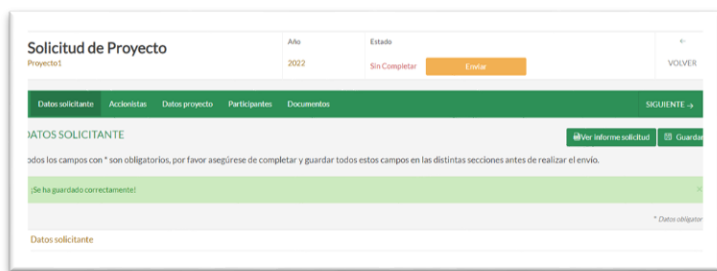 Solicitud de Proyecto
Proyecto1
Año
2022
Estado
Sin Completar
Enviar
←
VOLVER
Datos solicitante Accionistas Datos proyecto Participantes Documentos SIGUIENTE →
DATOS SOLICITANTE
Ver informe solicitud Guardar
odos los campos con * son obligatorios, por favor asegúrese de completar y guardar todos estos campos en las distintas secciones antes de realizar el envío.
¡Se ha guardado correctamente! ×
* Datos obligator
Datos solicitante